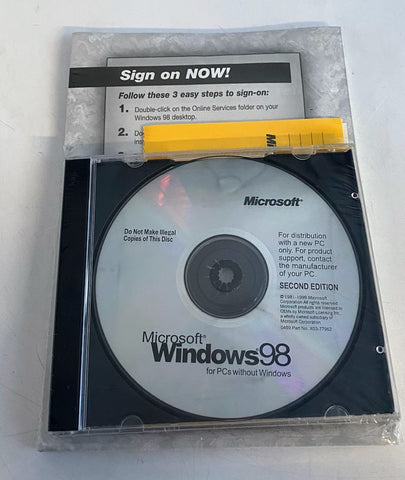 Sign on NOW!
Follow these 3 easy steps to sign-on:
1. Double-click on the Online Services folder on your
Windows 98 desktop.
2.
Microsoft®
Do Not Make Illegal
Copies of This Disc
For distribution
with a new PC
only. For product
support, contact
the manufacturer
of your PC.
SECOND EDITION
Microsoft Corporation
Microsoft®
Windows98
for PCs without Windows